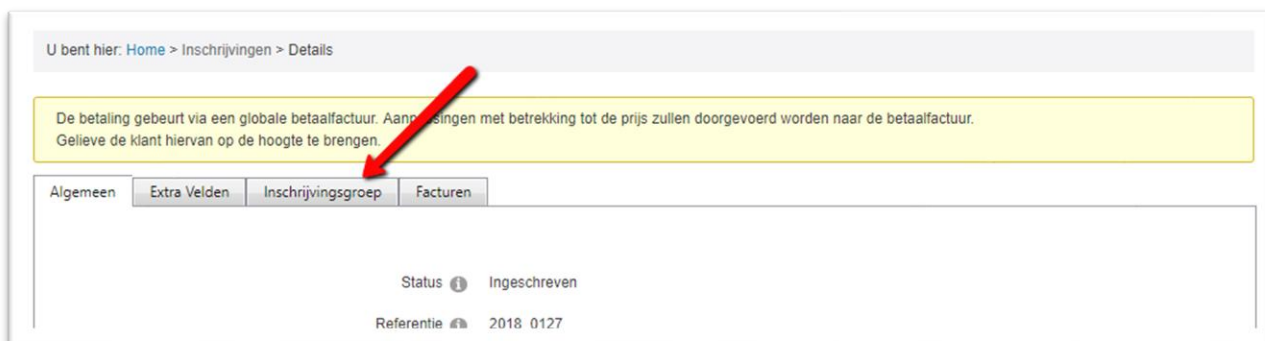 U bent hier: Home > Inschrijvingen > Details
De betaling gebeurt via een globale betaalfactuur. Aanpassingen met betrekking tot de prijs zullen doorgevoerd worden naar de betaalfactuur.
Gelieve de klant hiervan op de hoogte te brengen.
Algemeen Extra Velden Inschrijvingsgroep Facturen
Status Ingeschreven
Referentie 2018_0127